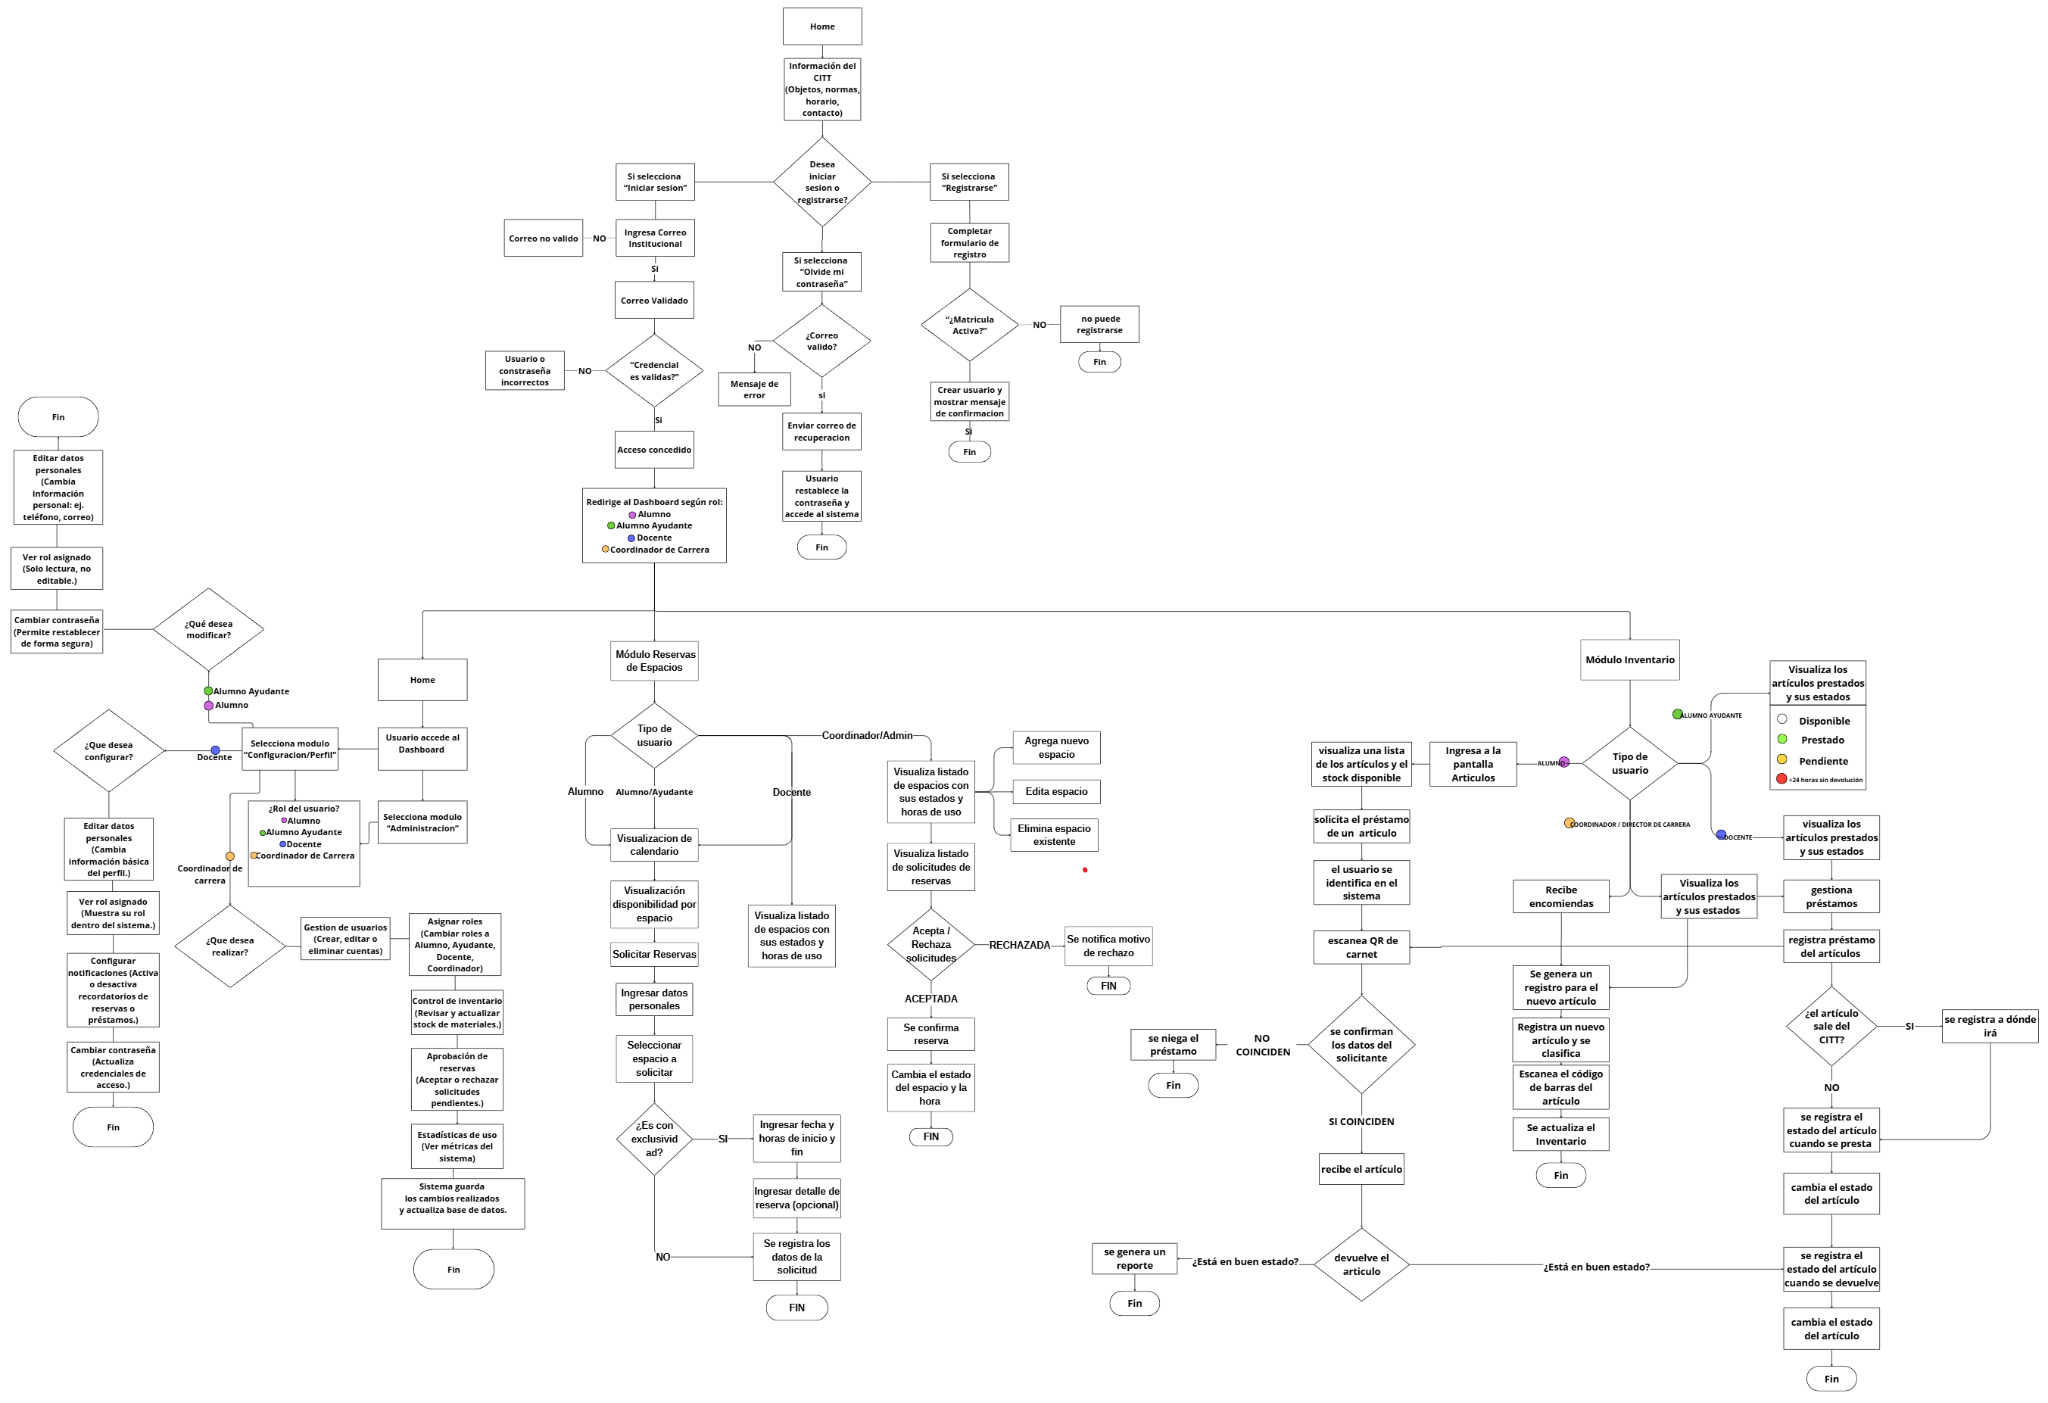 Home
Información del
CITT
(Objetos, normas,
horario,
contacto)
Desea
iniciar
sesion o
registrarse?
Si selecciona
“Iniciar sesion”
Ingresa Correo
Institucional
NO
Correo no valido
Si
Correo Validado
“Credencial
es validas?”
NO
Usuario o
constraseña
incorrectos
Si
Acceso concedido
Redirige al Dashboard según rol:
Alumno
Alumno Ayudante
Docente
Coordinador de Carrera
Si selecciona
“Olvide mi
contraseña”
¿Correo
valido?
NO
Mensaje de
error
si
Enviar correo de
recuperacion
Usuario
restablece la
contraseña y
accede al sistema
Fin
Si selecciona
“Registrarse”
Completar
formulario de
registro
“¿Matricula
Activa?”
NO
no puede
registrarse
Fin
Crear usuario y
mostrar mensaje
de confirmacion
Si
Fin
Fin
Editar datos
personales
(Cambia
información
personal: ej.
teléfono, correo)
Ver rol asignado
(Solo lectura, no
editable.)
Cambiar contraseña
(Permite restablecer
de forma segura)
¿Qué desea
modificar?
Alumno Ayudante
Alumno
Home
Usuario accede al
Dashboard
Selecciona modulo
“Configuracion/Perfil”
Docente
¿Que desea
configurar?
Selecciona modulo
“Administracion”
¿Rol del usuario?
Alumno
Alumno Ayudante
Docente
Coordinador de Carrera
Coordinador de
carrera
Editar datos
personales
(Cambia
información básica
del perfil.)
Ver rol asignado
(Muestra su rol
dentro del sistema.)
Configurar
notificaciones (Activa
o desactiva
recordatorios de
reservas o
préstamos.)
Cambiar contraseña
(Actualiza
credenciales de
acceso.)
Fin
¿Que desea
realizar?
Gestion de usuarios
(Crear, editar o
eliminar cuentas)
Asignar roles
(Cambiar roles a
Alumno, Ayudante,
Docente,
Coordinador)
Control de inventario
(Revisar y actualizar
stock de materiales.)
Aprobación de
reservas
(Aceptar o rechazar
solicitudes
pendientes.)
Estadísticas de uso
(Ver métricas del
sistema)
Sistema guarda
los cambios realizados
y actualiza base de datos.
Fin
Módulo Reservas
de Espacios
Tipo de
usuario
Alumno
Alumno/Ayudante
Docente
Coordinador/Admin
Visualizacion de
calendario
Visualización
disponibilidad por
espacio
Solicitar Reservas
Ingresar datos
personales
Seleccionar
espacio a
solicitar
¿Es con
exclusivid
ad?
SI
Ingresar fecha y
horas de inicio y
fin
Ingresar detalle de
reserva (opcional)
NO
Se registra los
datos de la
solicitud
FIN
Visualiza listado
de espacios con
sus estados y
horas de uso
Visualiza listado
de espacios con
sus estados y
horas de uso
Agrega nuevo
espacio
Edita espacio
Elimina espacio
existente
Visualiza listado
de solicitudes de
reservas
Acepta /
Rechaza
solicitudes
RECHAZADA
Se notifica motivo
de rechazo
FIN
ACEPTADA
Se confirma
reserva
Cambia el estado
del espacio y la
hora
FIN
Módulo Inventario
Tipo de
usuario
ALUMNO AYUDANTE
Visualiza los
artículos prestados
y sus estados
Disponible
Prestado
Pendiente
+24 horas sin devolución
ALUMNO
Ingresa a la
pantalla
Articulos
visualiza una lista
de los artículos y el
stock disponible
solicita el préstamo
de un articulo
el usuario se
identifica en el
sistema
escanea QR de
carnet
se confirman
los datos del
solicitante
NO
COINCIDEN
se niega el
préstamo
Fin
SI COINCIDEN
recibe el artículo
devuelve el
articulo
¿Está en buen estado?
se genera un
reporte
Fin
¿Está en buen estado?
COORDINADOR / DIRECTOR DE CARRERA
DOCENTE
visualiza los
artículos prestados
y sus estados
Recibe
encomiendas
Visualiza los
artículos prestados
y sus estados
gestiona
préstamos
registra préstamo
del artículos
Se genera un
registro para el
nuevo artículo
Registra un nuevo
artículo y se
clasifica
Escanea el código
de barras del
artículo
Se actualiza el
Inventario
Fin
¿el artículo
sale del
CITT?
SI
se registra a dónde
irá
NO
se registra el
estado del artículo
cuando se presta
cambia el estado
del artículo
se registra el
estado del artículo
cuando se devuelve
cambia el estado
del artículo
Fin